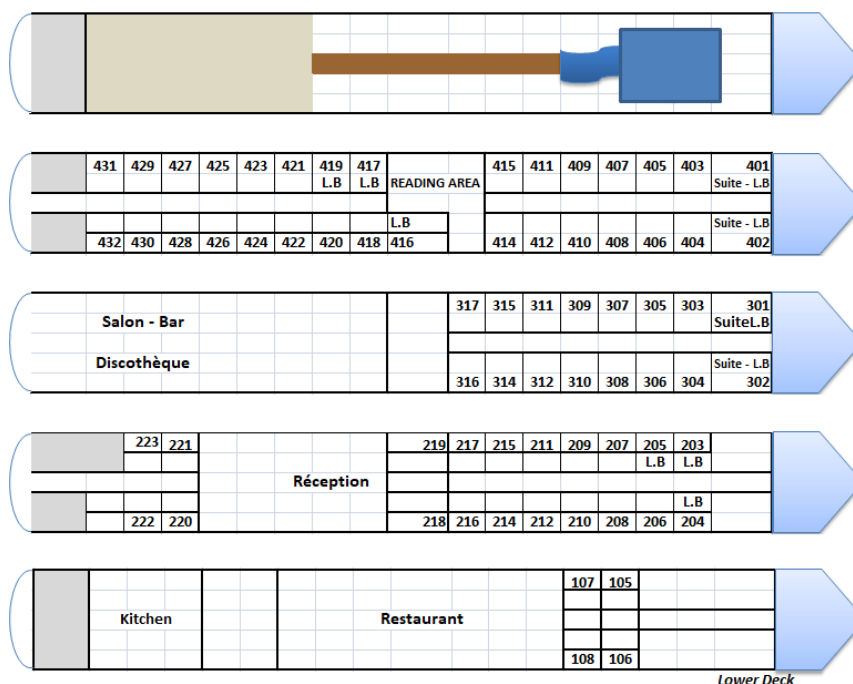 431 429 427 425 423 421 419 417 415 411 409 407 405 403 401
L.B L.B READING AREA Suite - L.B
L.B Suite - L.B
432 430 428 426 424 422 420 418 416 414 412 410 408 406 404 402
317 315 311 309 307 305 303 301
Salon - Bar SuiteL.B
Discothèque Suite - L.B
316 314 312 310 308 306 304 302
223 221 219 217 215 211 209 207 205 203
L.B L.B
Réception
L.B
222 220 218 216 214 212 210 208 206 204
107 105
Kitchen Restaurant
108 106
Lower Deck